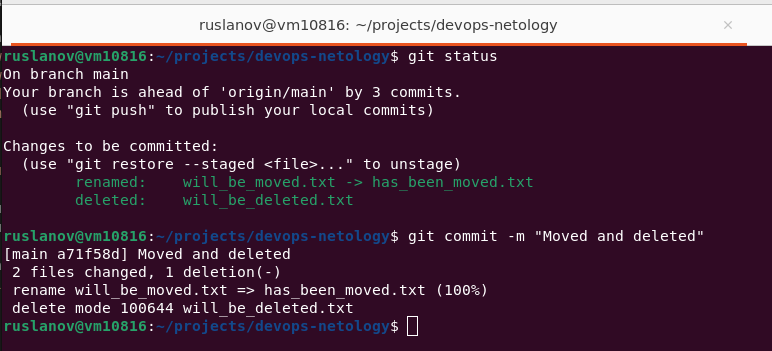 ruslanov@vm10816: ~/projects/devops-netology
ruslanov@vm10816:~/projects/devops-netology$ git status
On branch main
Your branch is ahead of 'origin/main' by 3 commits.
  (use "git push" to publish your local commits)

Changes to be committed:
  (use "git restore --staged <file>..." to unstage)
        renamed:    will_be_moved.txt -> has_been_moved.txt
        deleted:    will_be_deleted.txt

ruslanov@vm10816:~/projects/devops-netology$ git commit -m "Moved and deleted"
[main a71f58d] Moved and deleted
 2 files changed, 1 deletion(-)
 rename will_be_moved.txt => has_been_moved.txt (100%)
 delete mode 100644 will_be_deleted.txt
ruslanov@vm10816:~/projects/devops-netology$